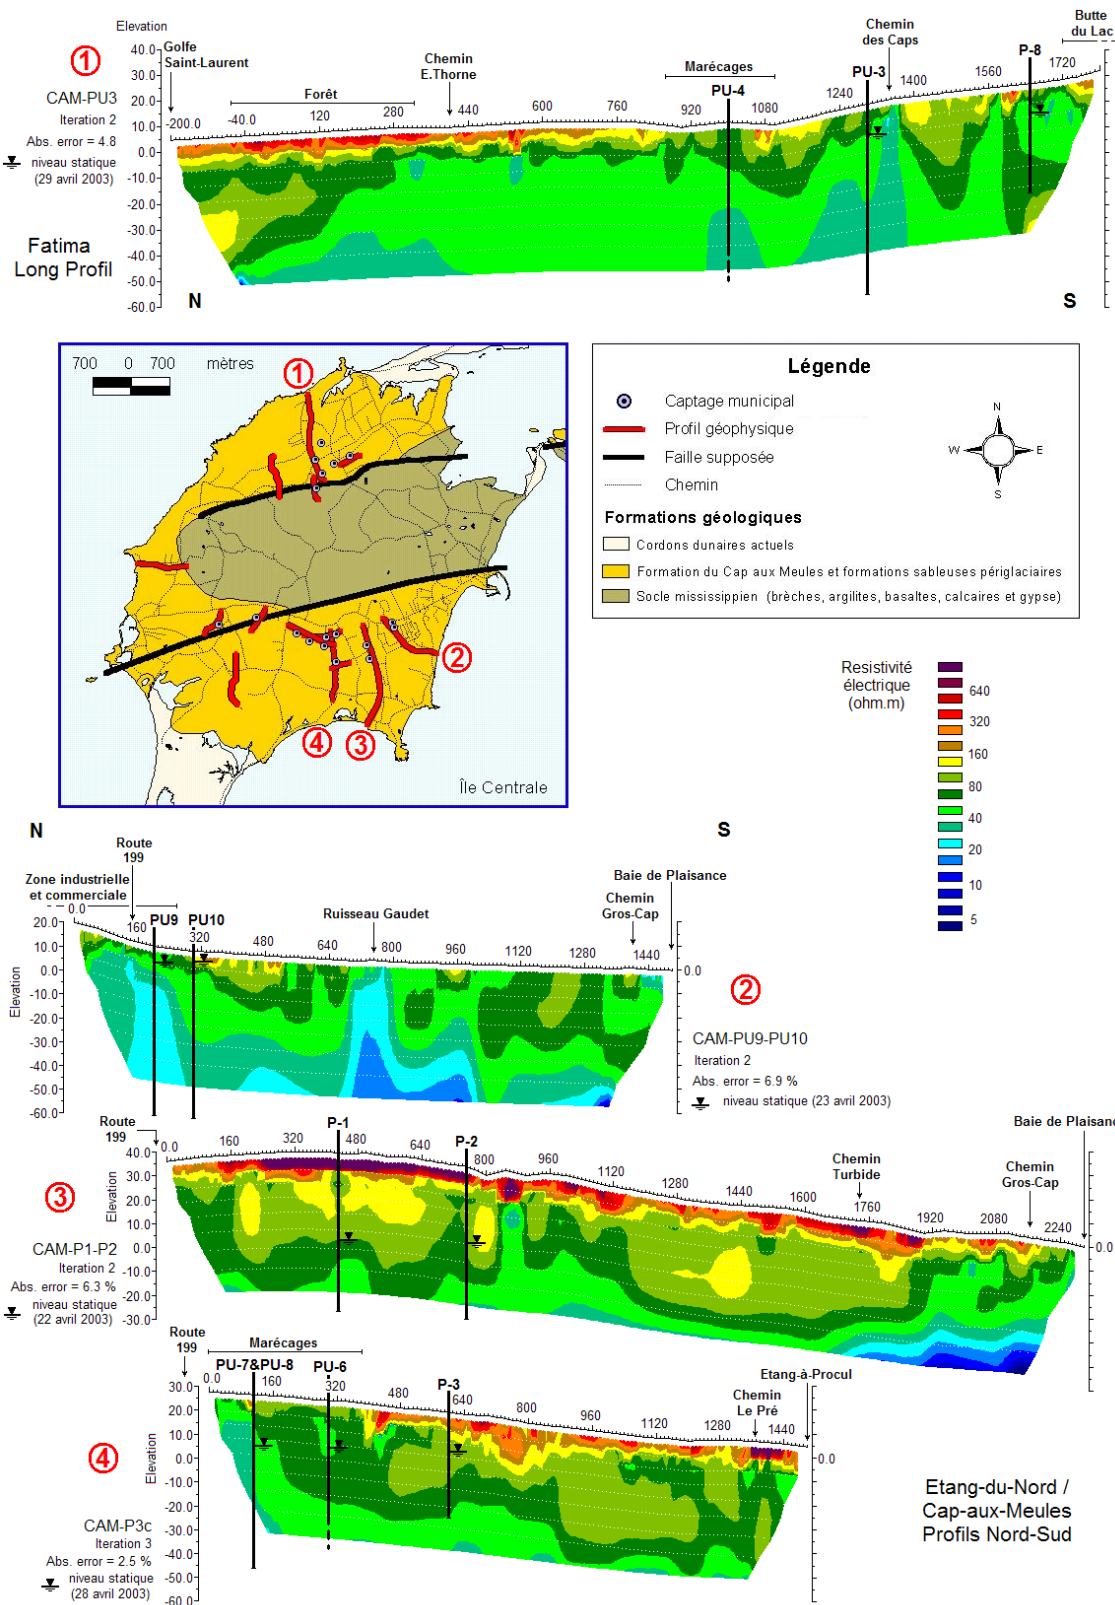 Elevation
40.0
30.0
20.0
10.0
0.0
-10.0
-20.0
-30.0
-40.0
-50.0
-60.0
1
CAM-PU3
Iteration 2
Abs. error = 4.8
niveau statique
(29 avril 2003)
Fatima
Long Profil
Golfe
Saint-Laurent
Forêt
Chemin
E.Thorne
Marécages
PU-4
PU-3
Chemin
des Caps
P-8
Butte
du Lac
-200.0 -40.0 120 280 440 600 760 920 1080 1240 1400 1560 1720
N
S
700 0 700 mètres
1
2
4
3
Île Centrale
Légende
Captage municipal
Profil géophysique
Faille supposée
Chemin
N
W
E
S
Formations géologiques
Cordons dunaires actuels
Formation du Cap aux Meules et formations sableuses périglaciaires
Socle mississippien (brèches, argilites, basaltes, calcaires et gypse)
Resistivité
électrique
(ohm.m)
640
320
160
80
40
20
10
5
N
S
Route
199
Zone industrielle
et commerciale
PU9
PU10
Ruisseau Gaudet
Baie de Plaisance
Chemin
Gros-Cap
0.0 160 320 480 640 800 960 1120 1280 1440
Elevation
20.0
10.0
0.0
-10.0
-20.0
-30.0
-40.0
-50.0
-60.0
0.0
2
CAM-PU9-PU10
Iteration 2
Abs. error = 6.9 %
niveau statique (23 avril 2003)
Route
199
P-1
P-2
Baie de Plaisanc
Chemin
Turbide
Chemin
Gros-Cap
0.0 160 320 480 640 800 960 1120 1280 1440 1600 1760 1920 2080 2240
Elevation
40.0
30.0
20.0
10.0
0.0
-10.0
-20.0
-30.0
0.0
3
CAM-P1-P2
Iteration 2
Abs. error = 6.3 %
niveau statique
(22 avril 2003)
Route
199
Marécages
PU-7&PU-8
PU-6
P-3
Etang-à-Procul
Chemin
Le Pré
0.0 160 320 480 640 800 960 1120 1280 1440
Elevation
30.0
20.0
10.0
0.0
-10.0
-20.0
-30.0
-40.0
-50.0
-60.0
0.0
4
CAM-P3c
Iteration 3
Abs. error = 2.5 %
niveau statique
(28 avril 2003)
Etang-du-Nord /
Cap-aux-Meules
Profils Nord-Sud